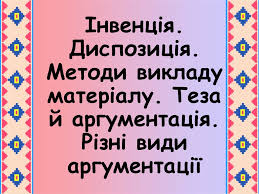 Інвенція.
Диспозиція.
Методи викладу
матеріалу. Теза
й аргументація.
Різні види
аргументації